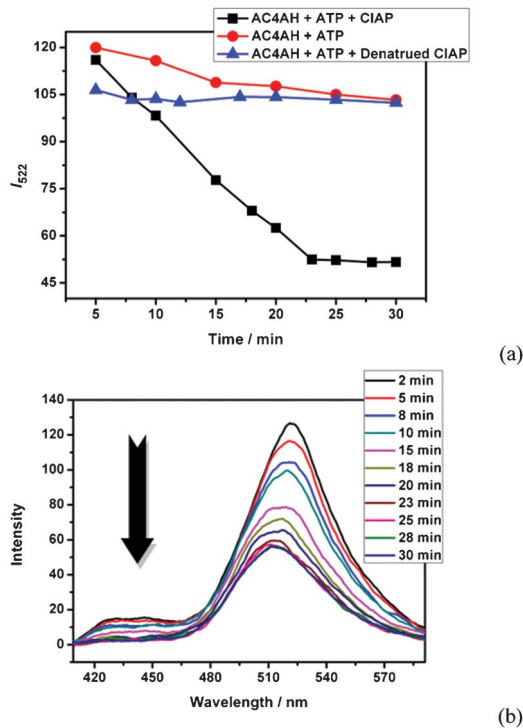 AC4AH + ATP + CIAP
AC4AH + ATP
AC4AH + ATP + Denatrued CIAP
120
105
90
75
60
45
I522
5
10
15
20
25
30
Time / min
(a)
2 min
5 min
8 min
10 min
15 min
18 min
20 min
23 min
25 min
28 min
30 min
140
120
100
80
60
40
20
0
Intensity
420
450
480
510
540
570
Wavelength / nm
(b)